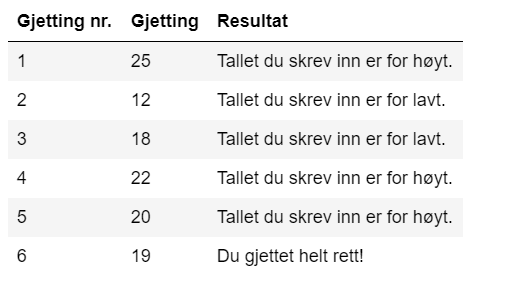 Gjetting nr. Gjetting Resultat
1 25 Tallet du skrev inn er for høyt.
2 12 Tallet du skrev inn er for lavt.
3 18 Tallet du skrev inn er for lavt.
4 22 Tallet du skrev inn er for høyt.
5 20 Tallet du skrev inn er for høyt.
6 19 Du gjettet helt rett!